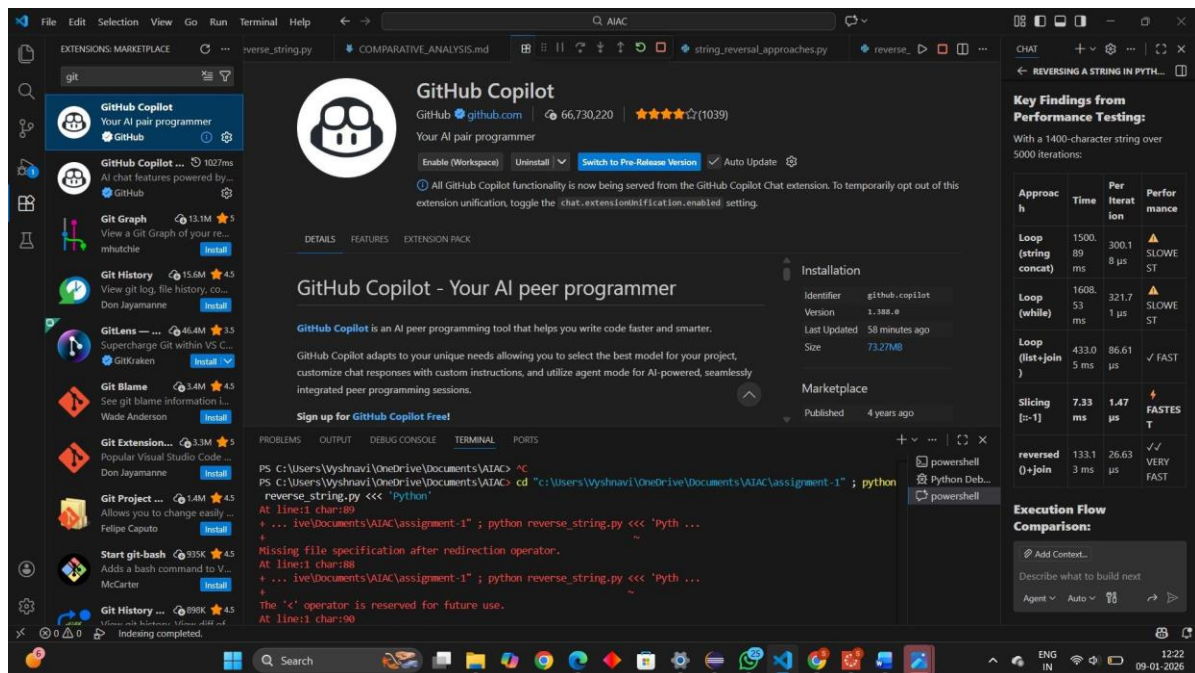 File Edit Selection View Go Run Terminal Help
AIAC
EXTENSIONS: MARKETPLACE
git
GitHub Copilot
Your AI pair programmer
GitHub
GitHub Copilot ... 1027ms
AI chat features powered by...
GitHub
Git Graph 13.1M 5
View a Git Graph of your re...
mhutchie Install
Git History 15.6M 4.5
View git log, file history, co...
Don Jayamanne Install
GitLens — ... 46.4M 3.5
Supercharge Git within VS C...
GitKraken Install
Git Blame 3.4M 4.5
See git blame information i...
Wade Anderson Install
Git Extension... 3.3M 5
Popular Visual Studio Code ...
Don Jayamanne Install
Git Project ... 1.4M 4.5
Allows you to change easily ...
Felipe Caputo Install
Start git-bash 935K 4.5
Adds a bash command to V...
McCarter Install
Git History ... 898K 4.5
View git history, View diff of
everse_string.py COMPARATIVE_ANALYSIS.md string_reversal_approaches.py reverse_
GitHub Copilot
GitHub github.com 66,730,220 (1039)
Your AI pair programmer
Enable (Workspace) Uninstall Switch to Pre-Release Version Auto Update
All GitHub Copilot functionality is now being served from the GitHub Copilot Chat extension. To temporarily opt out of this
extension unification, toggle the chat.extensionUnification.enabled setting.
DETAILS FEATURES EXTENSION PACK
GitHub Copilot - Your AI peer programmer
GitHub Copilot is an AI peer programming tool that helps you write code faster and smarter.
GitHub Copilot adapts to your unique needs allowing you to select the best model for your project,
customize chat responses with custom instructions, and utilize agent mode for AI-powered, seamlessly
integrated peer programming sessions.
Sign up for GitHub Copilot Free!
Installation
Identifier github.copilot
Version 1.388.0
Last Updated 58 minutes ago
Size 73.27MB
Marketplace
Published 4 years ago
PROBLEMS OUTPUT DEBUG CONSOLE TERMINAL PORTS
PS C:\Users\Vyshnavi\OneDrive\Documents\AIAC> ^C
PS C:\Users\Vyshnavi\OneDrive\Documents\AIAC> cd "c:\Users\Vyshnavi\OneDrive\Documents\AIAC\assignment-1" ; python
reverse_string.py <<< 'Python'
At line:1 char:89
+ ... ive\Documents\AIAC\assignment-1" ; python reverse_string.py <<< 'Pyth ...
+ ~
Missing file specification after redirection operator.
At line:1 char:88
+ ... ive\Documents\AIAC\assignment-1" ; python reverse_string.py <<< 'Pyth ...
+ ~
The '<' operator is reserved for future use.
At line:1 char:90
powershell
Python Deb...
powershell
CHAT
REVERSING A STRING IN PYTH...
Key Findings from
Performance Testing:
With a 1400-character string over
5000 iterations:
Approac
h Time Per
Iterat
ion Perfor
mance
Loop
(string
concat) 1500.
89
ms 300.1
8 µs SLOWE
ST
Loop
(while) 1608.
53
ms 321.7
1 µs SLOWE
ST
Loop
(list+join
) 433.0
5 ms 86.61
µs ✓ FAST
Slicing
[::-1] 7.33
ms 1.47
µs FASTES
T
reversed
()+join 133.1
3 ms 26.63
µs ✓✓
VERY
FAST
Execution Flow
Comparison:
Add Context...
Describe what to build next
Agent Auto
0 0 Indexing completed.
6
Search
25
ENG
IN
12:22
09-01-2026